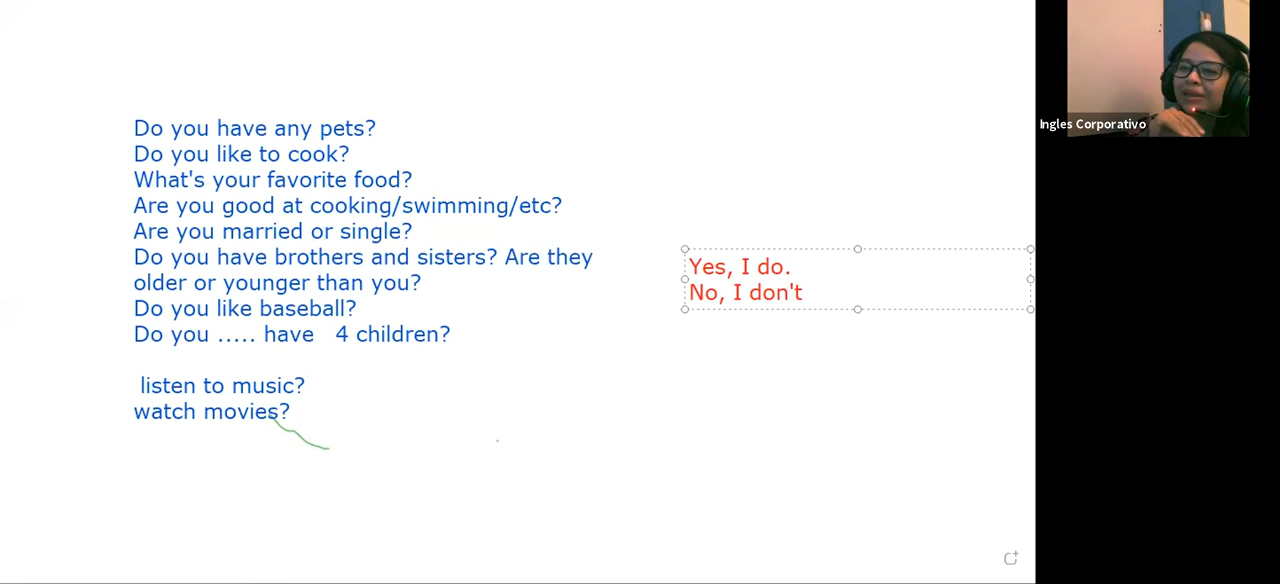 Do you have any pets?
Do you like to cook?
What's your favorite food?
Are you good at cooking/swimming/etc?
Are you married or single?
Do you have brothers and sisters? Are they
older or younger than you?
Do you like baseball?
Do you ..... have   4 children?
listen to music?
watch movies?
Yes, I do.
No, I don't
Ingles Corporativo